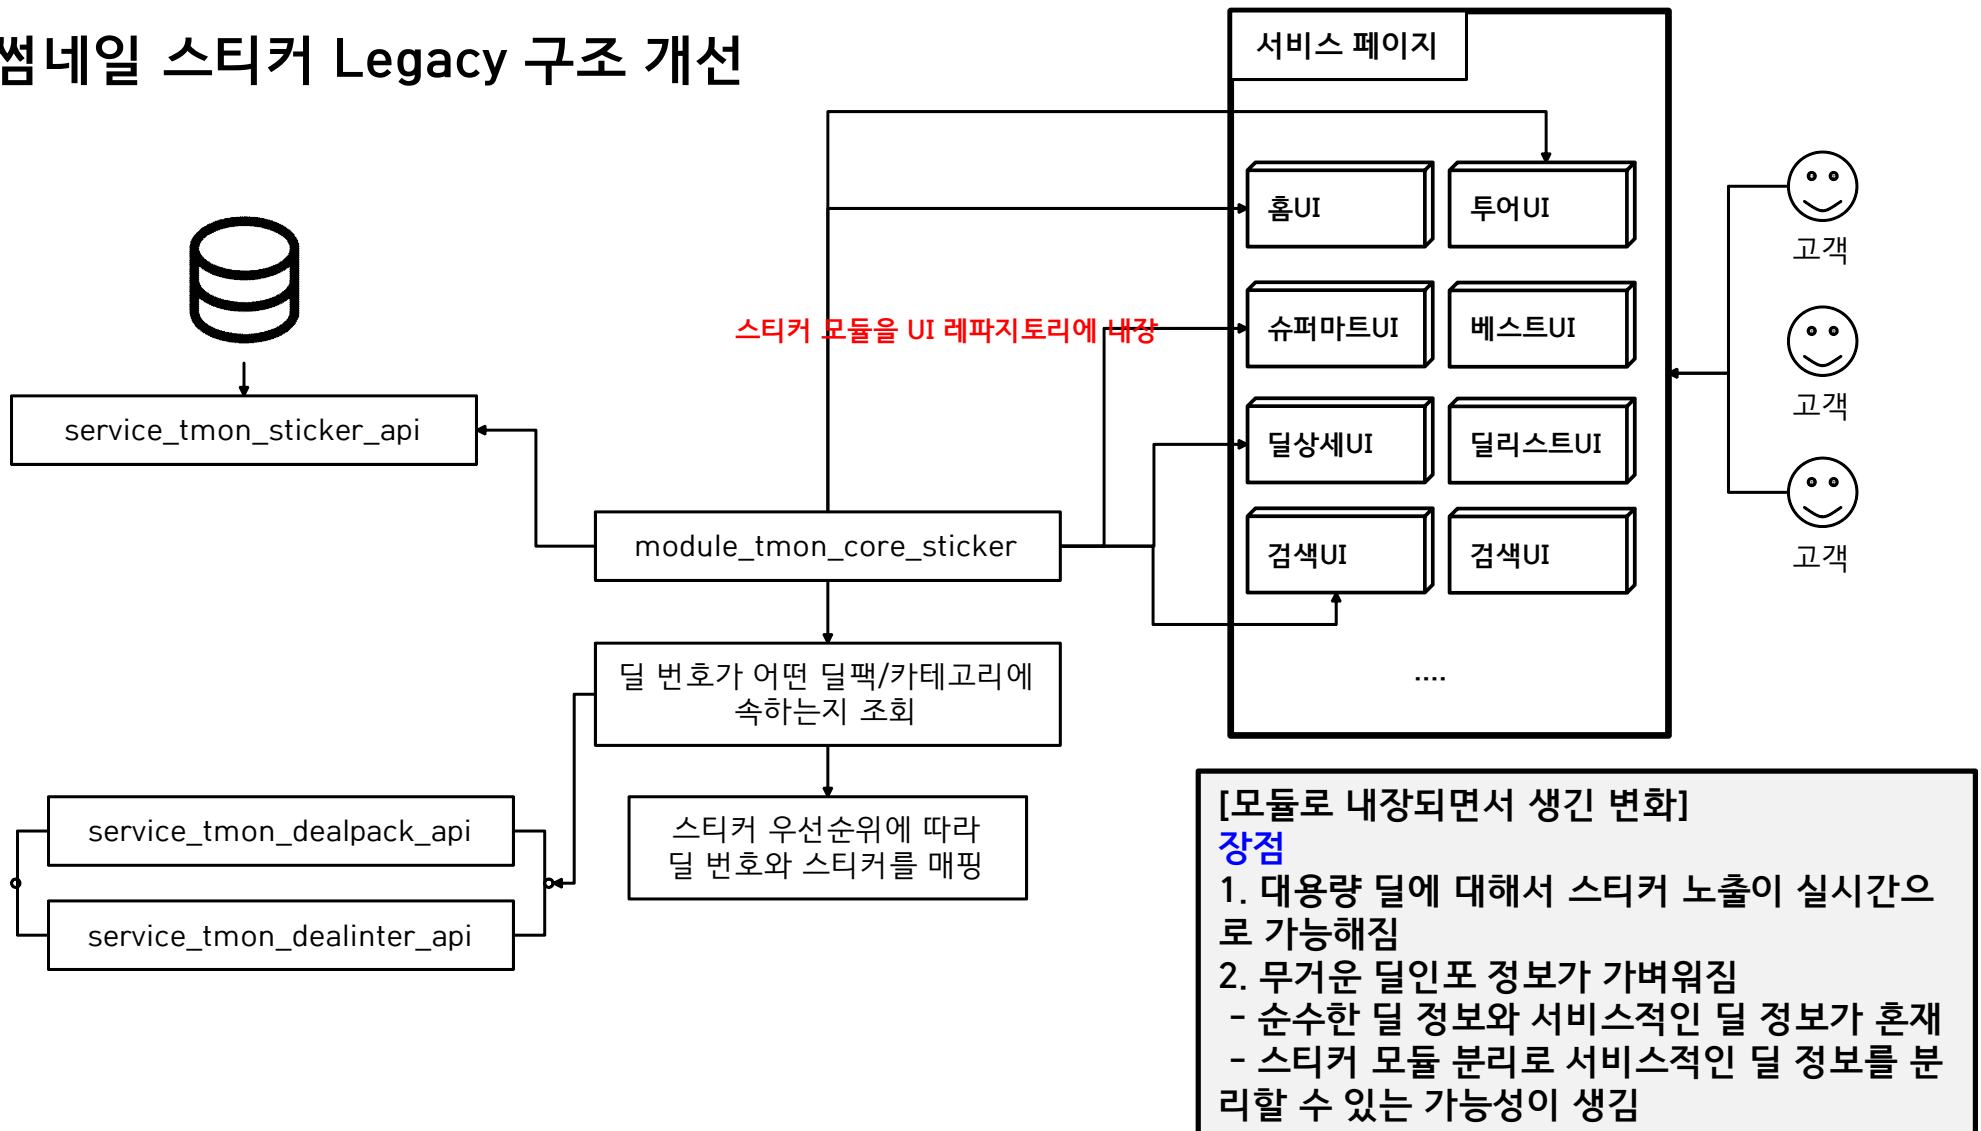 썸네일 스티커 Legacy 구조 개선
서비스 페이지
홈UI
투어UI
슈퍼마트UI
베스트UI
딜상세UI
딜리스트UI
검색UI
검색UI
....
고객
고객
고객
스티커 모듈을 UI 레파지토리에 내장
service_tmon_sticker_api
module_tmon_core_sticker
딜 번호가 어떤 딜팩/카테고리에
속하는지 조회
스티커 우선순위에 따라
딜 번호와 스티커를 매핑
service_tmon_dealpack_api
service_tmon_dealinter_api
[모듈로 내장되면서 생긴 변화]
장점
1. 대용량 딜에 대해서 스티커 노출이 실시간으
로 가능해짐
2. 무거운 딜인포 정보가 가벼워짐
- 순수한 딜 정보와 서비스적인 딜 정보가 혼재
- 스티커 모듈 분리로 서비스적인 딜 정보를 분
리할 수 있는 가능성이 생김